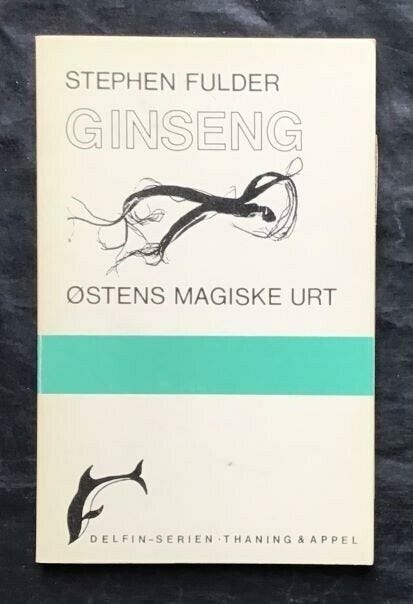 STEPHEN FULDER
GINSENG
ØSTENS MAGISKE URT
DELFIN-SERIEN · THANING & APPEL